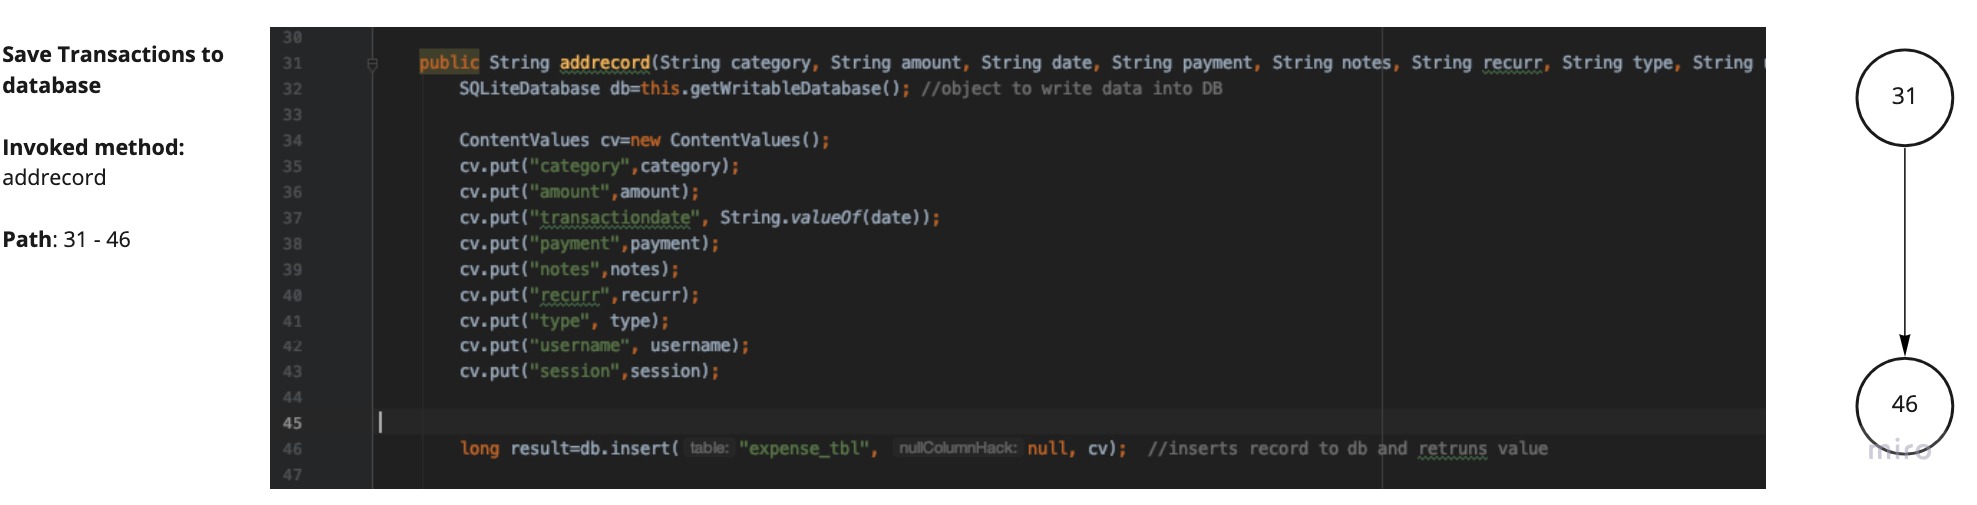 Save Transactions to
database
Invoked method:
addrecord
Path: 31 - 46
30
31 public String addrecord(String category, String amount, String date, String payment, String notes, String recurr, String type, String
32 SQLiteDatabase db=this.getWritableDatabase(); //object to write data into DB
33
34 ContentValues cv=new ContentValues();
35 cv.put("category",category);
36 cv.put("amount",amount);
37 cv.put("transactiondate", String.valueOf(date));
38 cv.put("payment",payment);
39 cv.put("notes",notes);
40 cv.put("recurr",recurr);
41 cv.put("type", type);
42 cv.put("username", username);
43 cv.put("session",session);
44
45
46 long result=db.insert( table: "expense_tbl", nullColumnHack: null, cv); //inserts record to db and retruns value
47
31
46
miro